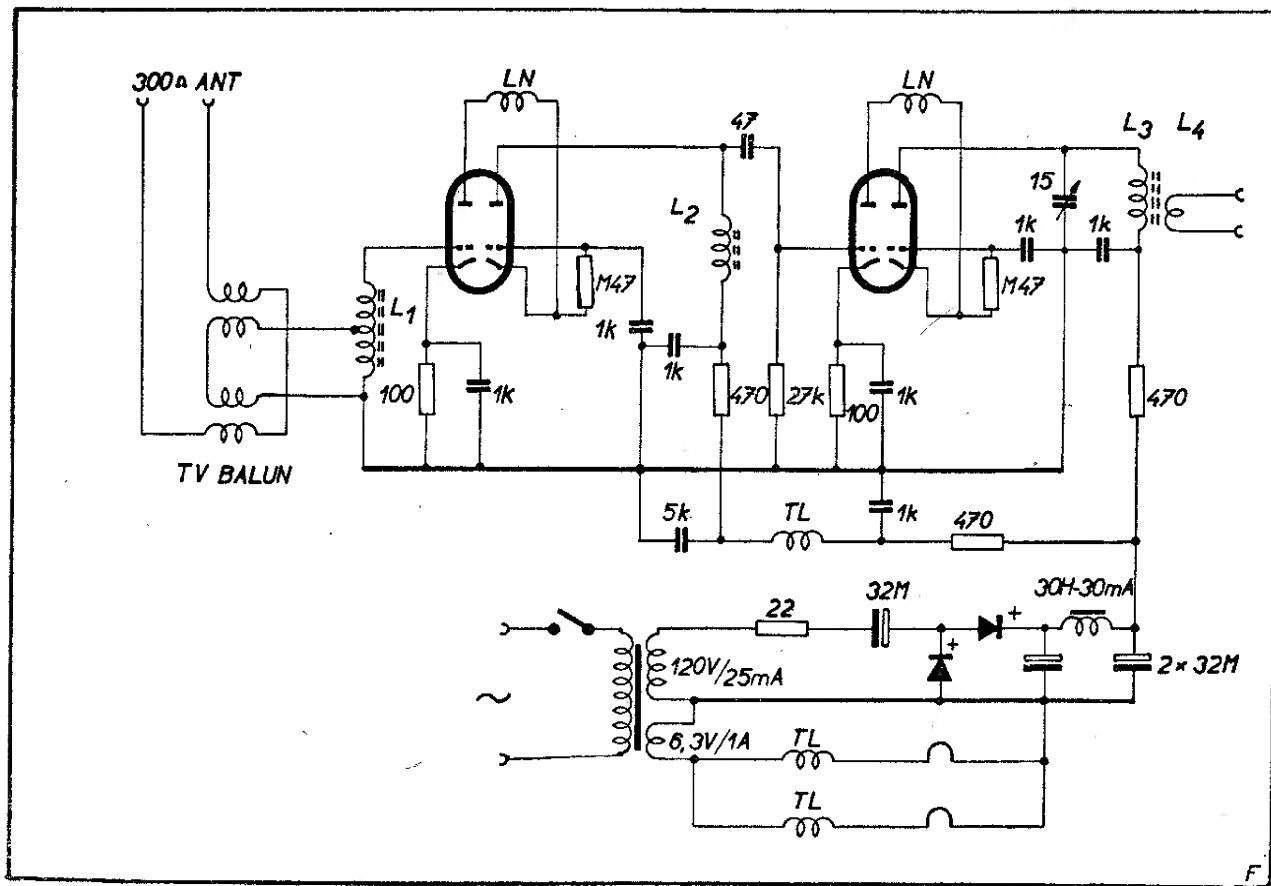 300Ω ANT
LN
LN
47
L3 L4
15
L2
1k
1k
M47
M47
L1
1k
1k
100
1k
470
27k
100
1k
470
TV BALUN
5k
TL
1k
470
22
32M
+
+
30H-30mA
120V/25mA
2×32M
~
6,3V/1A
TL
TL
F